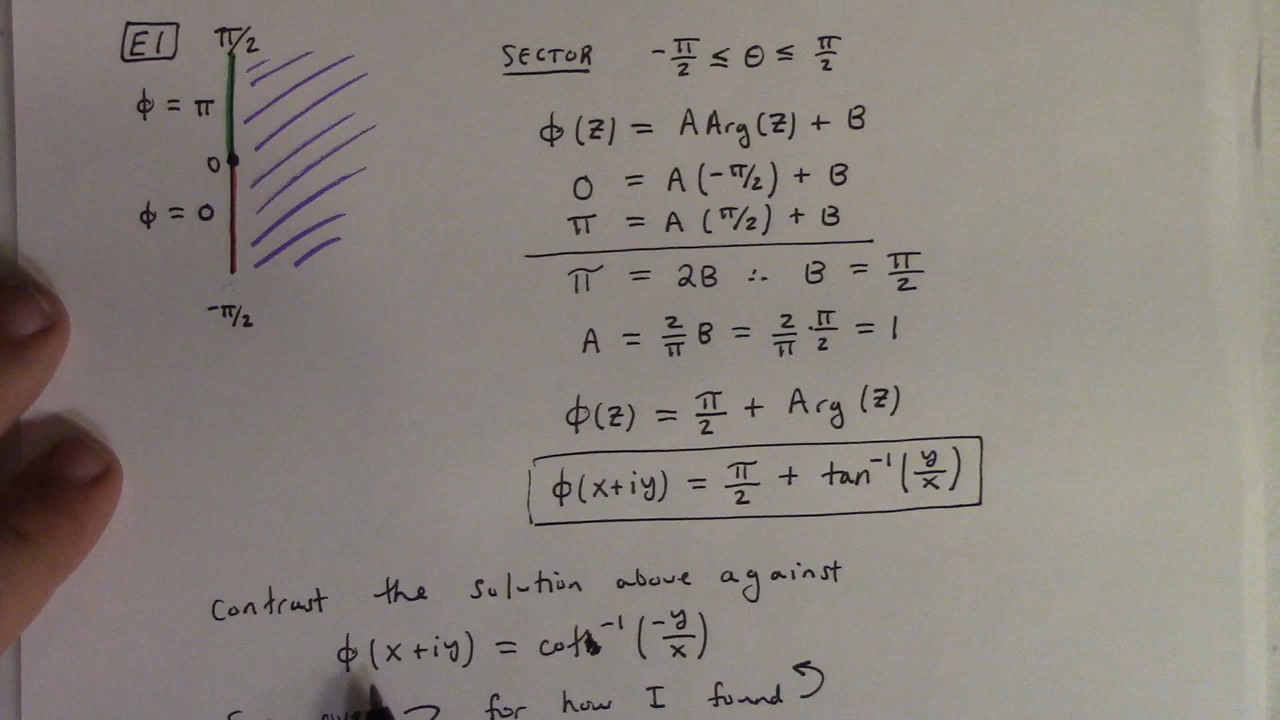 E1 π/2
φ = π
0
φ = 0
-π/2
SECTOR -π/2 ≤ θ ≤ π/2
φ(z) = A Arg(z) + B
0 = A(-π/2) + B
π = A(π/2) + B
π = 2B ∴ B = π/2
A = 2/π B = 2/π · π/2 = 1
φ(z) = π/2 + Arg(z)
φ(x+iy) = π/2 + tan⁻¹(y/x)
Contrast the solution above against
φ(x+iy) = cot⁻¹(-y/x)
for how I found